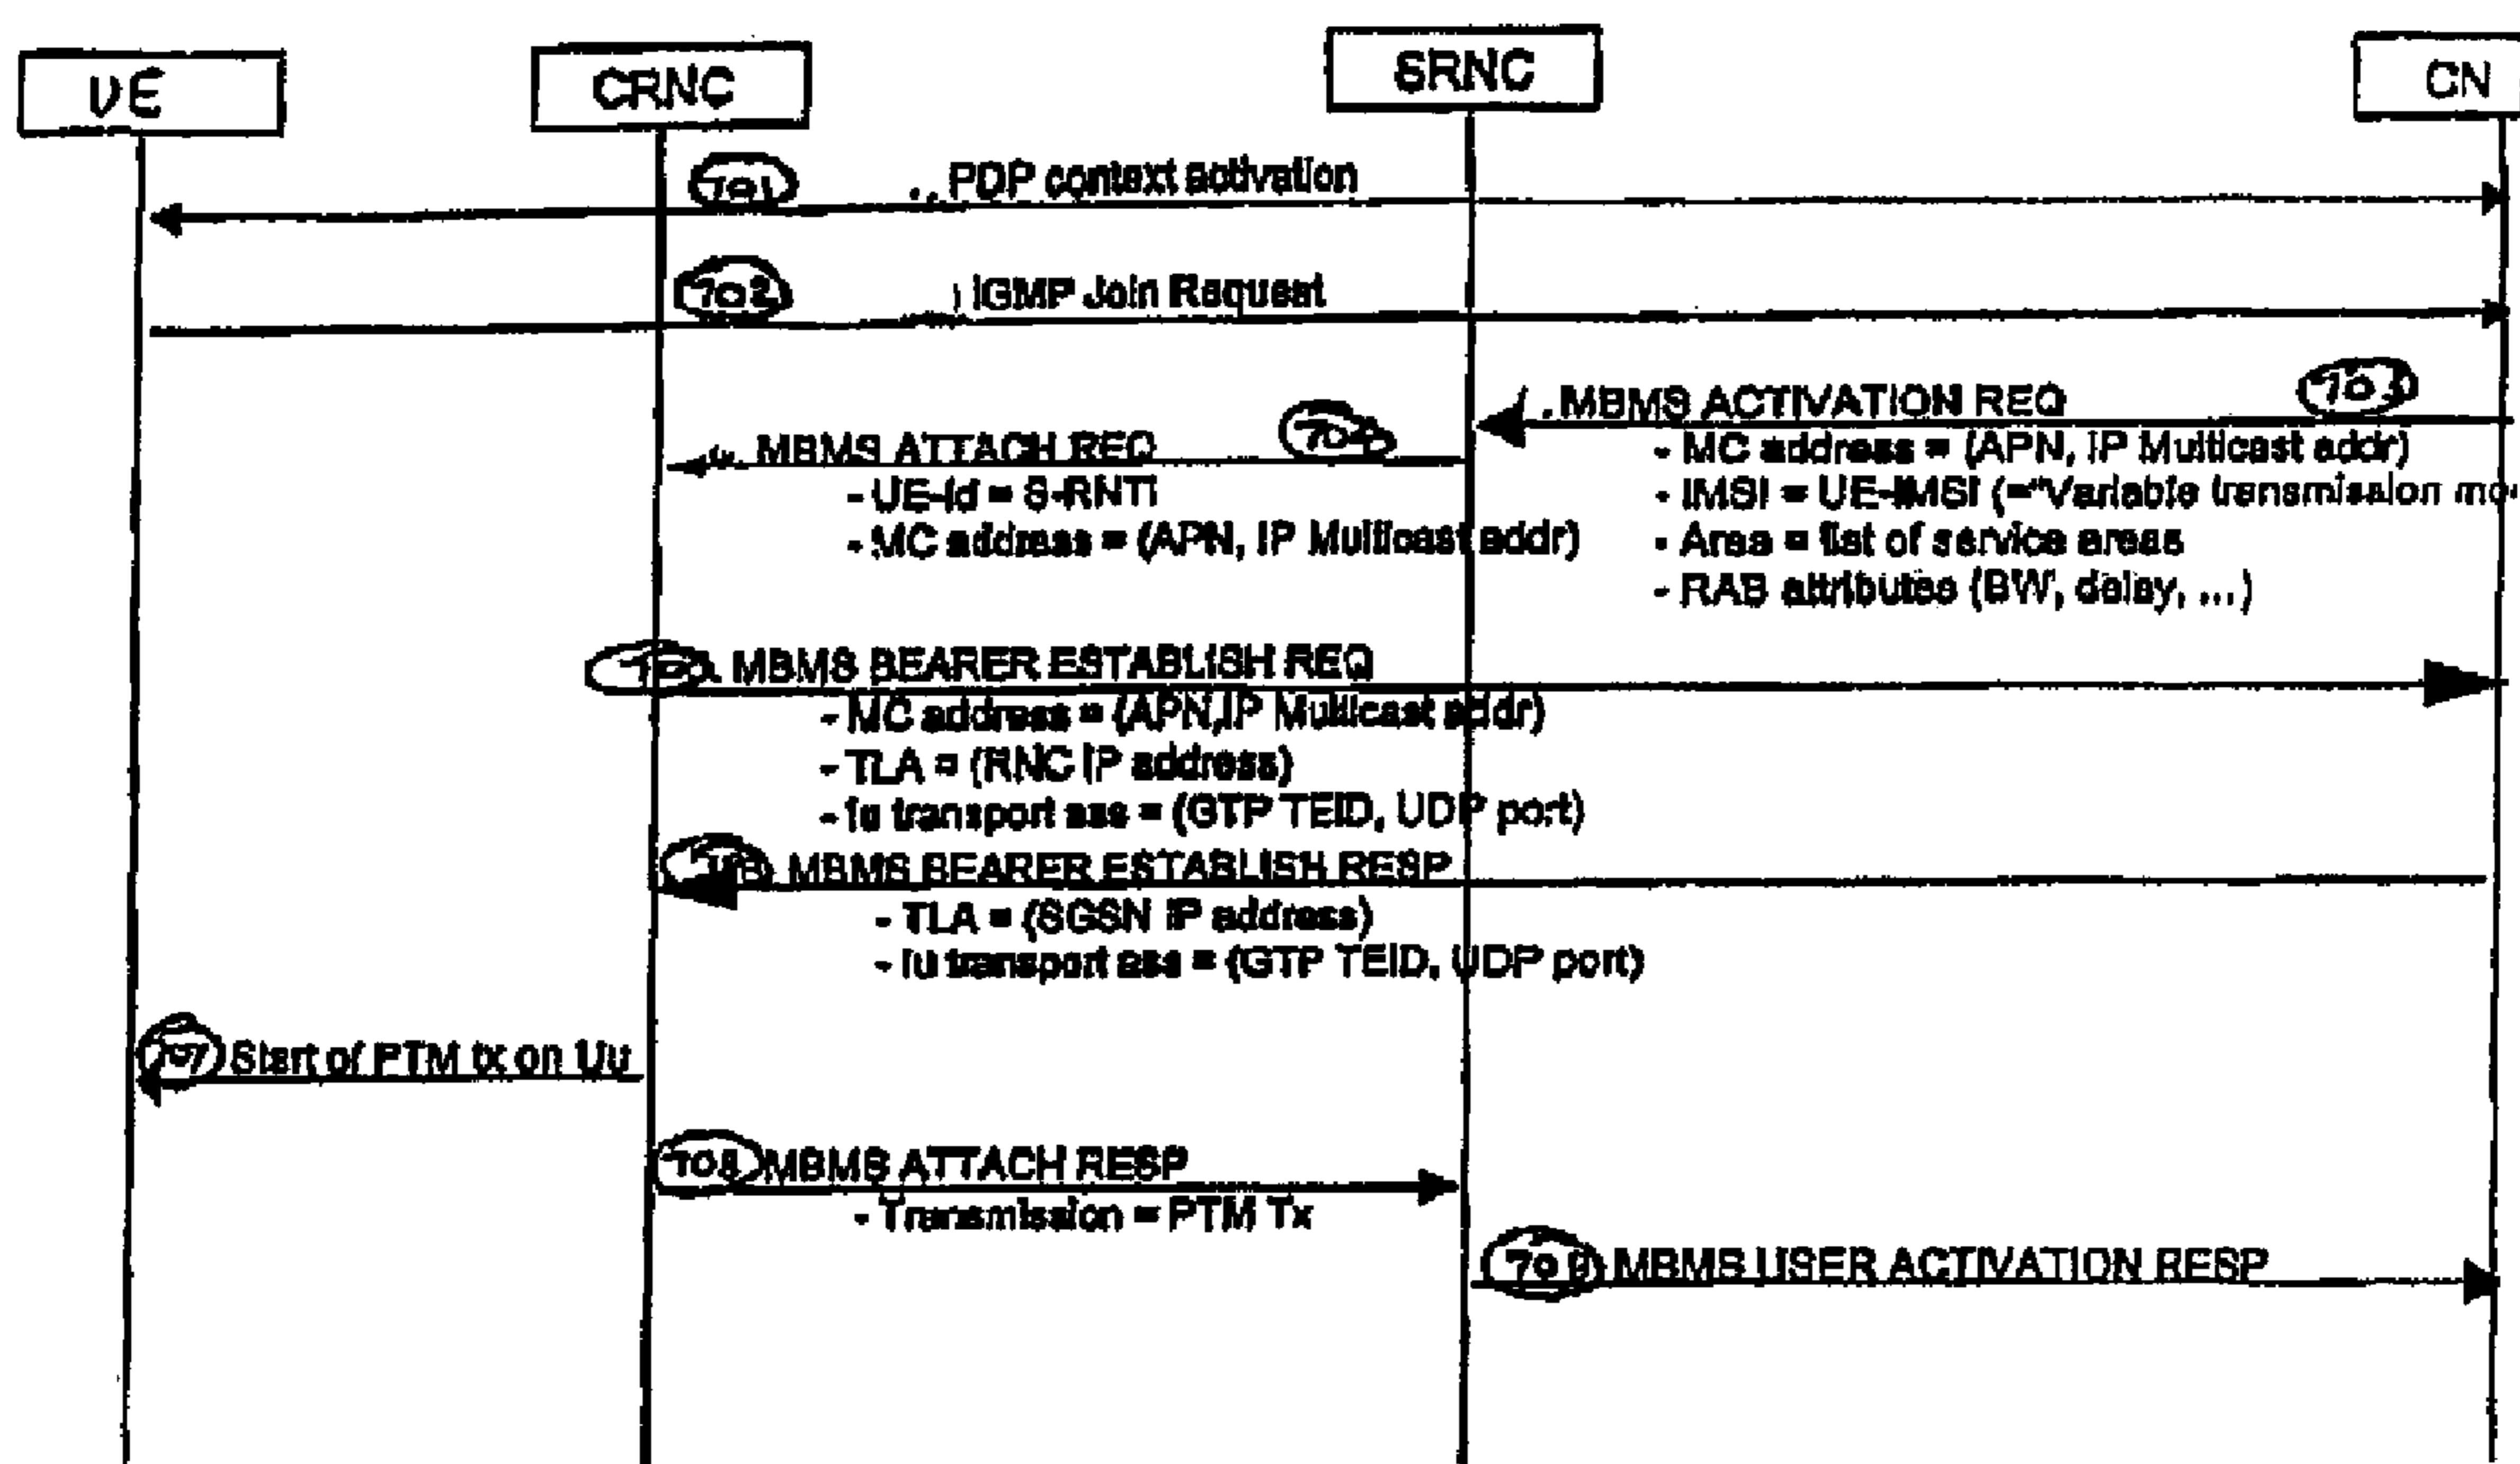 UE
CRNC
SRNC
CN
701 PDP context activation
702 IGMP Join Request
703
MBMS ACTIVATION REQ
- MC address = (APN, IP Multicast addr)
- IMSI = UE-IMSI (="Variable transmission
- Area = list of service areas
- RAB attributes (BW, delay, ...)
704
MBMS ATTACH REQ
- UE-Id = S-RNTI
- MC address = (APN, IP Multicast addr)
MBMS BEARER ESTABLISH REQ
- MC address = (APN,IP Multicast addr)
- TLA = (RNC IP address)
- Iu transport ass = (GTP TEID, UDP port)
MBMS BEARER ESTABLISH RESP
- TLA = (SGSN IP address)
- Iu transport ass = (GTP TEID, UDP port)
707 Start of PTM tx on Uu
708 MBMS ATTACH RESP
- Transmission = PTM Tx
709 MBMS USER ACTIVATION RESP